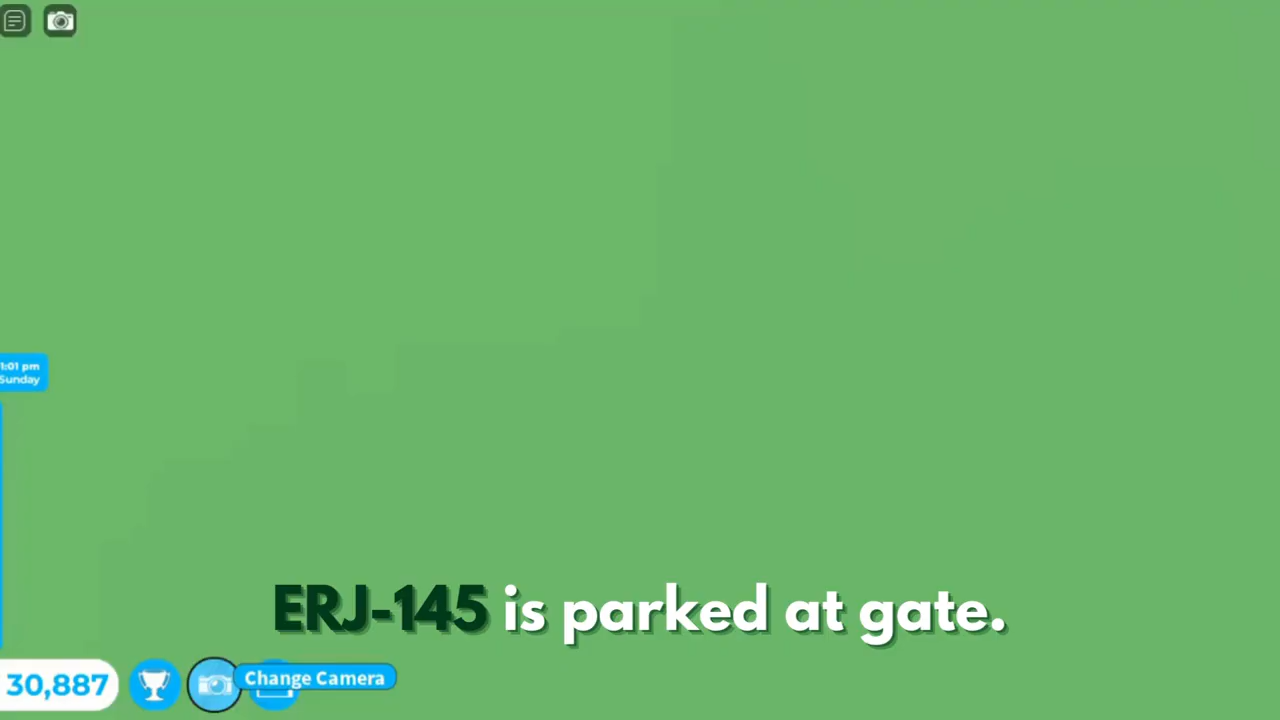 1:01 pm
Sunday
ERJ-145 is parked at gate.
30,887
Change Camera